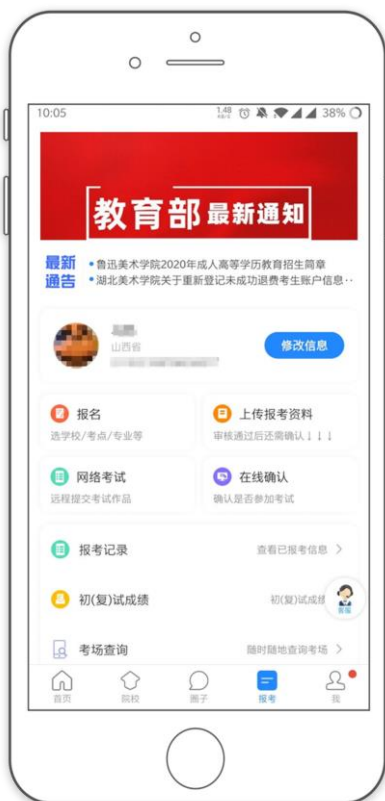 10:05
1.48
38%
教育部最新通知
最新
通告
•鲁迅美术学院2020年成人高等学历教育招生简章
•湖北美术学院关于重新登记未成功退费考生账户信息··
山西省
修改信息
报名
选学校/考点/专业等
上传报考资料
审核通过后还需确认↓↓↓
网络考试
远程提交考试作品
在线确认
确认是否参加考试
报考记录
查看已报考信息 >
初(复)试成绩
初(复)试成绩
客服
考场查询
随时随地查询考场 >
首页
院校
圈子
报考
我